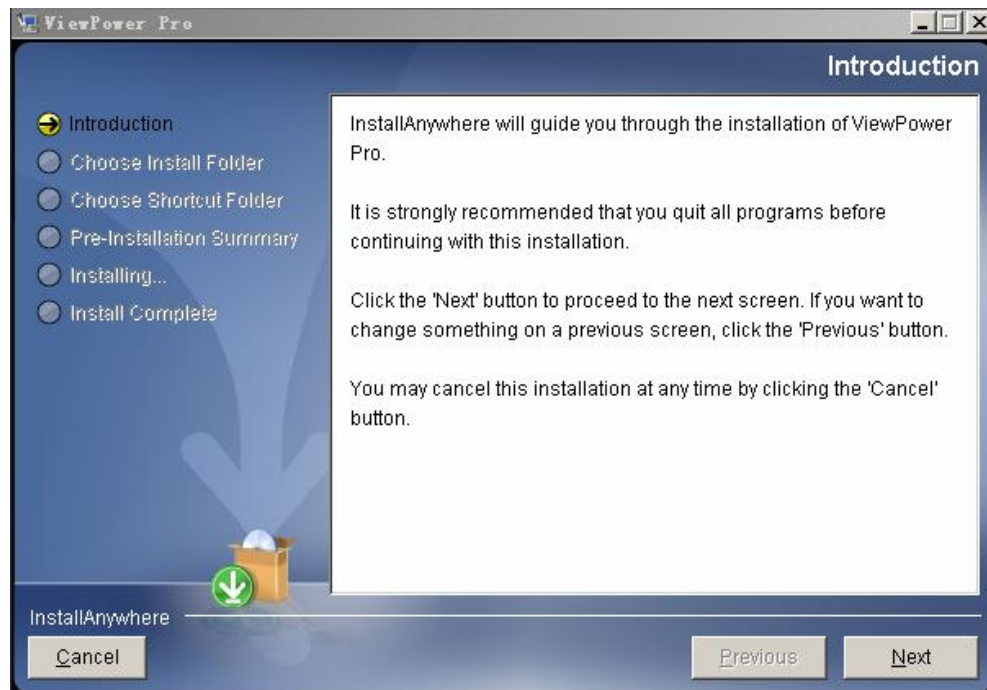 ViewPower Pro
Introduction
Introduction
Choose Install Folder
Choose Shortcut Folder
Pre-Installation Summary
Installing...
Install Complete
InstallAnywhere will guide you through the installation of ViewPower
Pro.
It is strongly recommended that you quit all programs before
continuing with this installation.
Click the 'Next' button to proceed to the next screen. If you want to
change something on a previous screen, click the 'Previous' button.
You may cancel this installation at any time by clicking the 'Cancel'
button.
InstallAnywhere
Cancel
Previous
Next